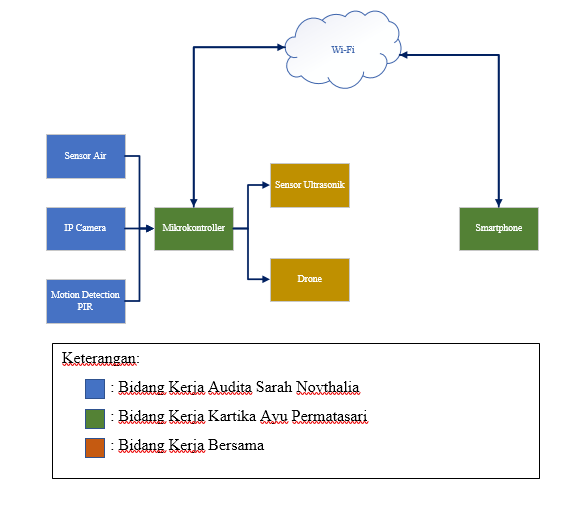 Wi-Fi
Sensor Air
Sensor Ultrasonik
IP Camera
Mikrokontroller
Smartphone
Motion Detection
PIR
Drone
Keterangan:
: Bidang Kerja Audita Sarah Novthalia
: Bidang Kerja Kartika Ayu Permatasari
: Bidang Kerja Bersama